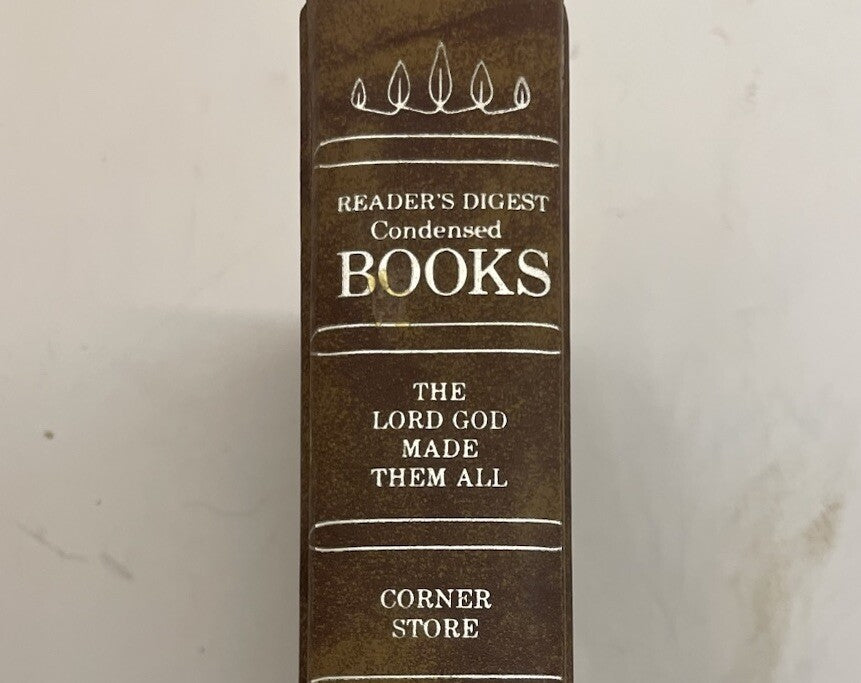 READER'S DIGEST
Condensed
BOOKS
THE
LORD GOD
MADE
THEM ALL
CORNER
STORE